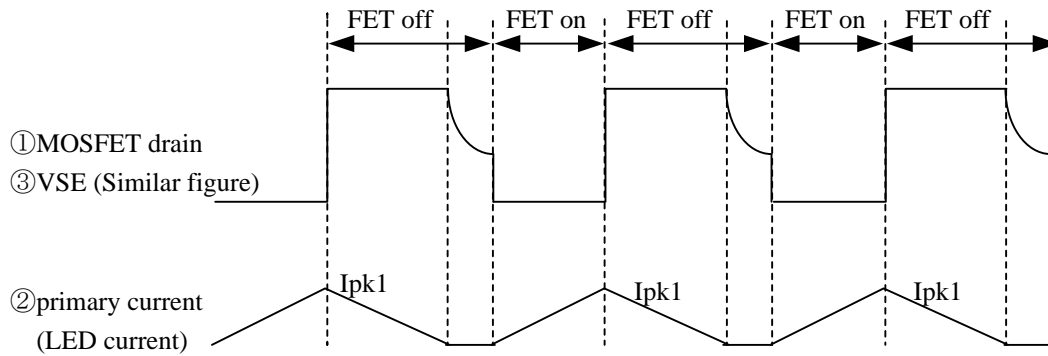 FET off FET on FET off FET on FET off
①MOSFET drain
③VSE (Similar figure)
Ipk1 Ipk1 Ipk1
②primary current
(LED current)